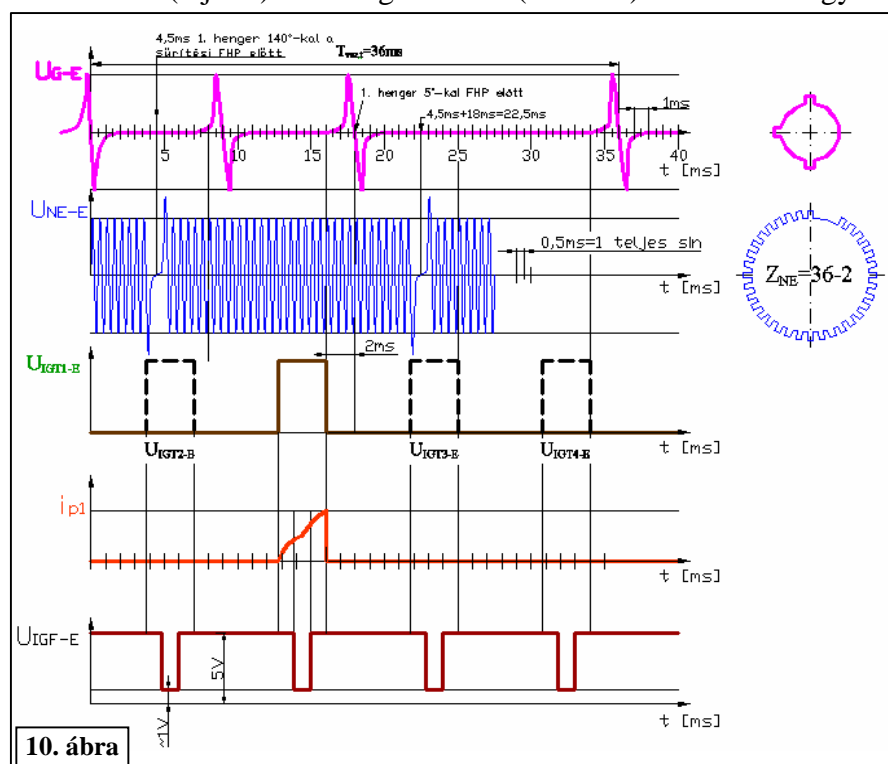 4,5ms 1. henger 140°-kal a
sűrítési FHP előtt
=36ms
UG-E
1. henger 5°-kal FHP előtt
4,5ms+18ms=22,5ms
1ms
5 10 15 20 25 30 35 40
t [ms]
UNE-E
0,5ms=1 teljes sin
ZNE=36-2
t [ms]
UIGT1-E
2ms
t [ms]
UIGT2-E
UIGT3-E
UIGT4-E
ip1
t [ms]
UIGF-E
5V
~1V
t [ms]
10. ábra